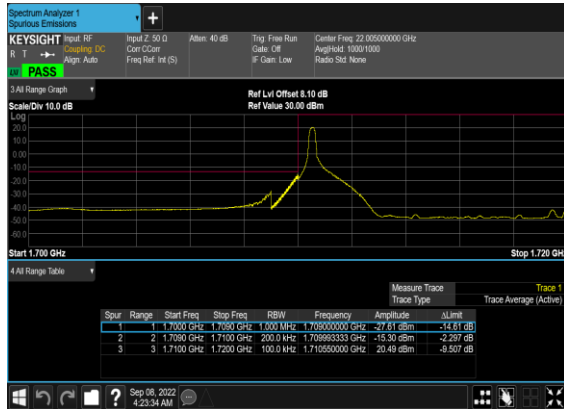 Spectrum Analyzer 1
Spurious Emissions
KEYSIGHT Input: RF Input Z: 50 Ω Atten: 40 dB Trig: Free Run Center Freq: 22.005000000 GHz
R T Coupling: DC Corr CCorr Gate: Off Avg|Hold: 1000/1000
Align: Auto Freq Ref: Int (S) IF Gain: Low Radio Std: None
PASS
3 All Range Graph
Ref Lvl Offset 8.10 dB
Scale/Div 10.0 dB Ref Value 30.00 dBm
Log
20.0
10.0
0.00
-10.0
-20.0
-30.0
-40.0
-50.0
-60.0
Start 1.700 GHz Stop 1.720 GH
4 All Range Table
Measure Trace Trace 1
Trace Type Trace Average (Active)
Spur Range Start Freq Stop Freq RBW Frequency Amplitude ΔLimit
1 1 1.7000 GHz 1.7090 GHz 1.000 MHz 1.709000000 GHz -27.61 dBm -14.61 dB
2 2 1.7090 GHz 1.7100 GHz 200.0 kHz 1.709993333 GHz -15.30 dBm -2.297 dB
3 3 1.7100 GHz 1.7200 GHz 100.0 kHz 1.710550000 GHz 20.49 dBm -9.507 dB
? Sep 08, 2022
4:23:34 AM